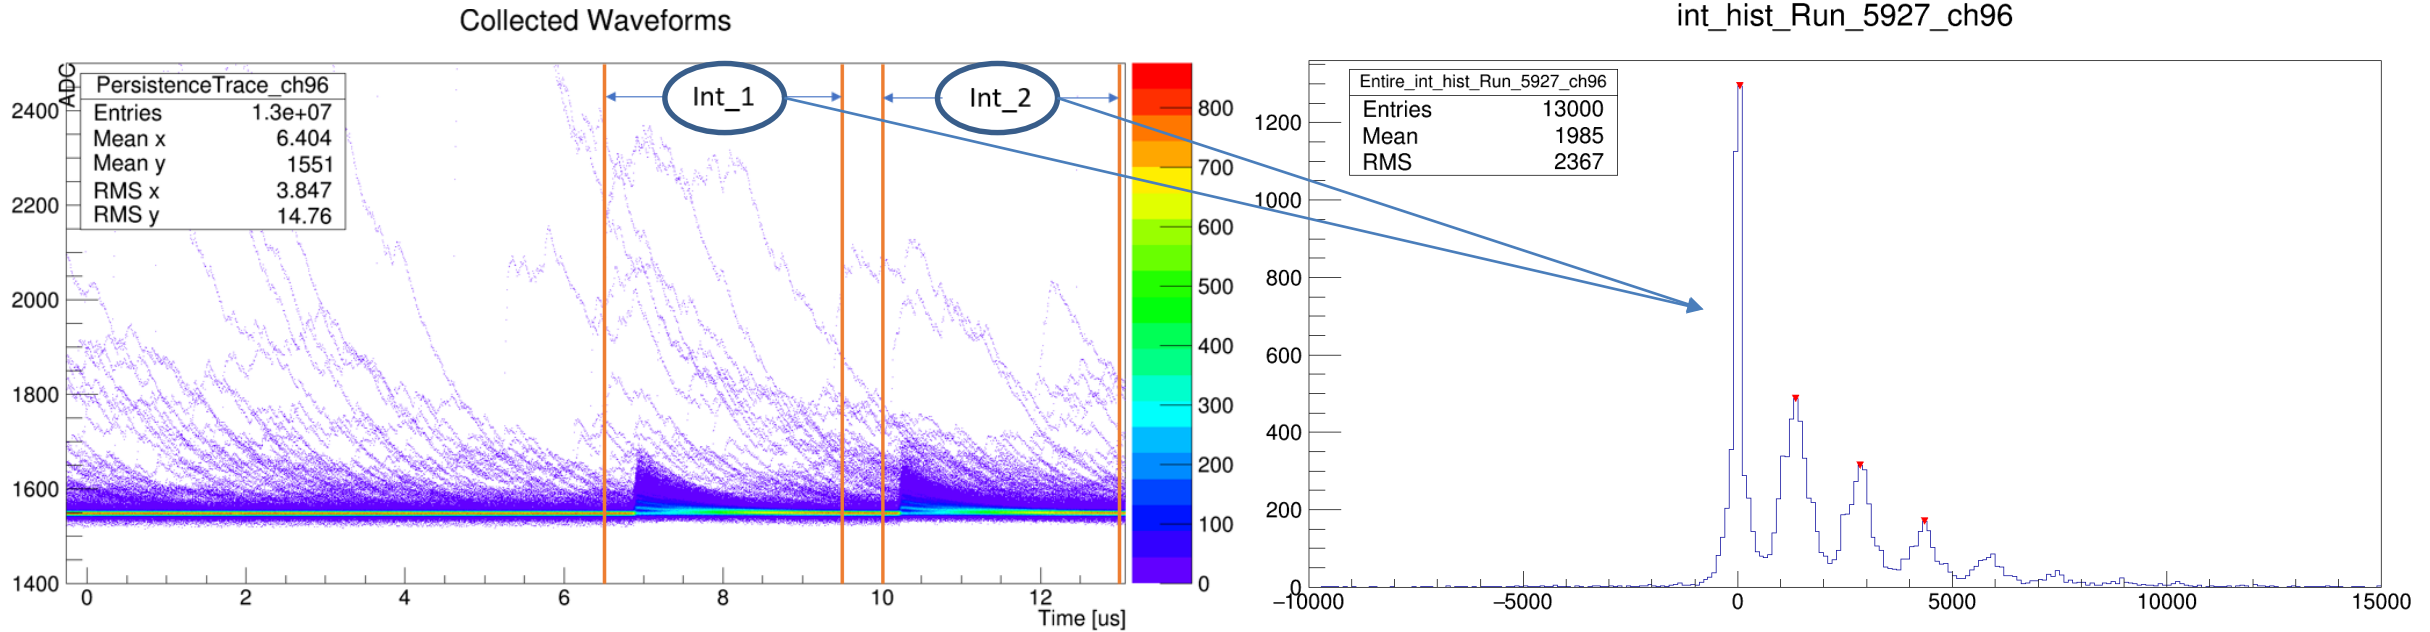 Collected Waveforms
ADC
PersistenceTrace_ch96
Entries 1.3e+07
Mean x 6.404
Mean y 1551
RMS x 3.847
RMS y 14.76
Int_1
Int_2
2400
2200
2000
1800
1600
1400
0 2 4 6 8 10 12
Time [us]
800
700
600
500
400
300
200
100
0
int_hist_Run_5927_ch96
Entire_int_hist_Run_5927_ch96
Entries 13000
Mean 1985
RMS 2367
1200
1000
800
600
400
200
0
−10000 −5000 0 5000 10000 15000